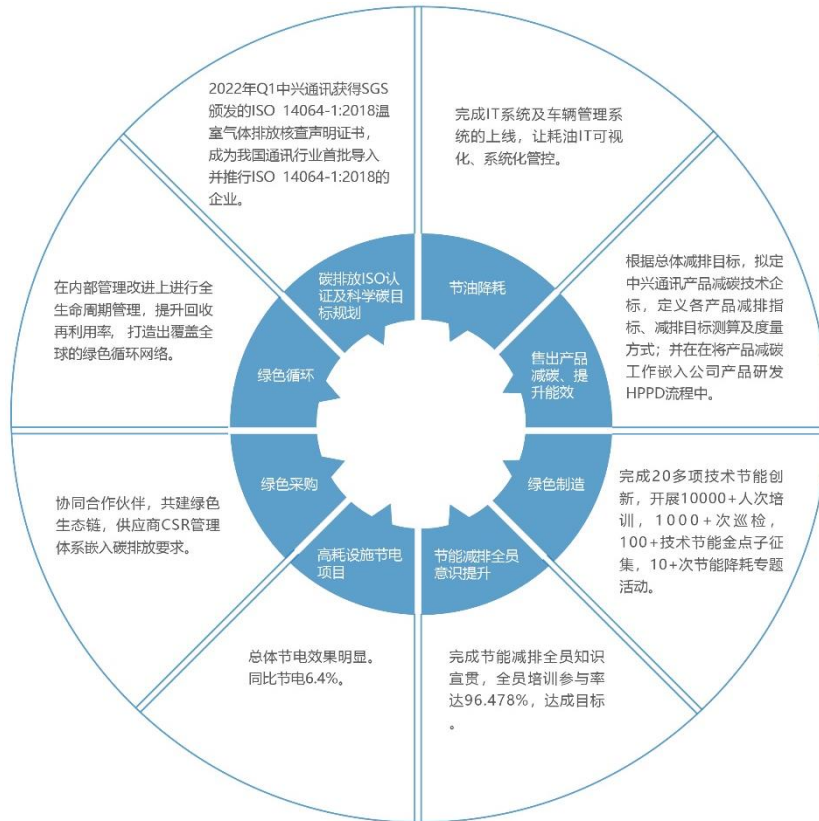 2022年Q1中兴通讯获得SGS
颁发的ISO 14064-1:2018温
室气体排放核查声明证书，
成为我国通讯行业首批导入
并推行ISO 14064-1:2018的
企业。
完成IT系统及车辆管理系
统的上线，让耗油IT可视
化、系统化管控。
碳排放ISO认
证及科学碳目
标规划
节油降耗
在内部管理改进上进行全
生命周期管理，提升回收
再利用率，打造出覆盖全
球的绿色循环网络。
绿色循环
售出产品
减碳、提
升能效
根据总体减排目标，拟定
中兴通讯产品减碳技术企
标，定义各产品减排指
标、减排目标测算及度量
方式；并在在将产品减碳
工作嵌入公司产品研发
HPPD流程中。
协同合作伙伴，共建绿色
生态链，供应商CSR管理
体系嵌入碳排放要求。
绿色采购
绿色制造
完成20多项技术节能创
新，开展10000+人次培
训，1000+次巡检，
100+技术节能金点子征
集，10+次节能降耗专题
活动。
高耗设施节电
项目
节能减排全员
意识提升
总体节电效果明显。
同比节电6.4%。
完成节能减排全员知识
宣贯，全员培训参与率
达96.478%，达成目标
。